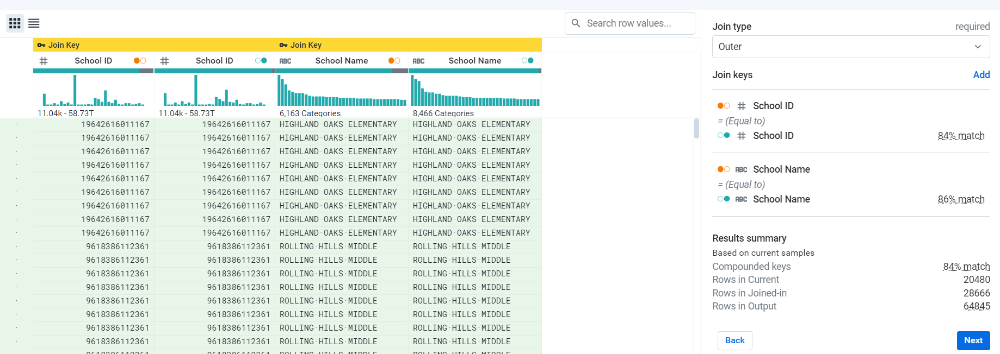 Search row values...
Join Key Join Key
# School ID # School ID ABC School Name ABC School Name
11.04k - 58.73T 11.04k - 58.73T 6,163 Categories 8,466 Categories
19642616011167 19642616011167 HIGHLAND·OAKS·ELEMENTARY HIGHLAND·OAKS·ELEMENTARY
19642616011167 19642616011167 HIGHLAND·OAKS·ELEMENTARY HIGHLAND·OAKS·ELEMENTARY
19642616011167 19642616011167 HIGHLAND·OAKS·ELEMENTARY HIGHLAND·OAKS·ELEMENTARY
19642616011167 19642616011167 HIGHLAND·OAKS·ELEMENTARY HIGHLAND·OAKS·ELEMENTARY
19642616011167 19642616011167 HIGHLAND·OAKS·ELEMENTARY HIGHLAND·OAKS·ELEMENTARY
19642616011167 19642616011167 HIGHLAND·OAKS·ELEMENTARY HIGHLAND·OAKS·ELEMENTARY
19642616011167 19642616011167 HIGHLAND·OAKS·ELEMENTARY HIGHLAND·OAKS·ELEMENTARY
19642616011167 19642616011167 HIGHLAND·OAKS·ELEMENTARY HIGHLAND·OAKS·ELEMENTARY
19642616011167 19642616011167 HIGHLAND·OAKS·ELEMENTARY HIGHLAND·OAKS·ELEMENTARY
9618386112361 9618386112361 ROLLING·HILLS·MIDDLE ROLLING·HILLS·MIDDLE
9618386112361 9618386112361 ROLLING·HILLS·MIDDLE ROLLING·HILLS·MIDDLE
9618386112361 9618386112361 ROLLING·HILLS·MIDDLE ROLLING·HILLS·MIDDLE
9618386112361 9618386112361 ROLLING·HILLS·MIDDLE ROLLING·HILLS·MIDDLE
9618386112361 9618386112361 ROLLING·HILLS·MIDDLE ROLLING·HILLS·MIDDLE
9618386112361 9618386112361 ROLLING·HILLS·MIDDLE ROLLING·HILLS·MIDDLE
9618386112361 9618386112361 ROLLING·HILLS·MIDDLE ROLLING·HILLS·MIDDLE
9618386112361 9618386112361 ROLLING·HILLS·MIDDLE ROLLING·HILLS·MIDDLE
Join type required
Outer
Join keys Add
# School ID
= (Equal to)
# School ID 84% match
ABC School Name
= (Equal to)
ABC School Name 86% match
Results summary
Based on current samples
Compounded keys 84% match
Rows in Current 20480
Rows in Joined-in 28666
Rows in Output 64845
Back Next